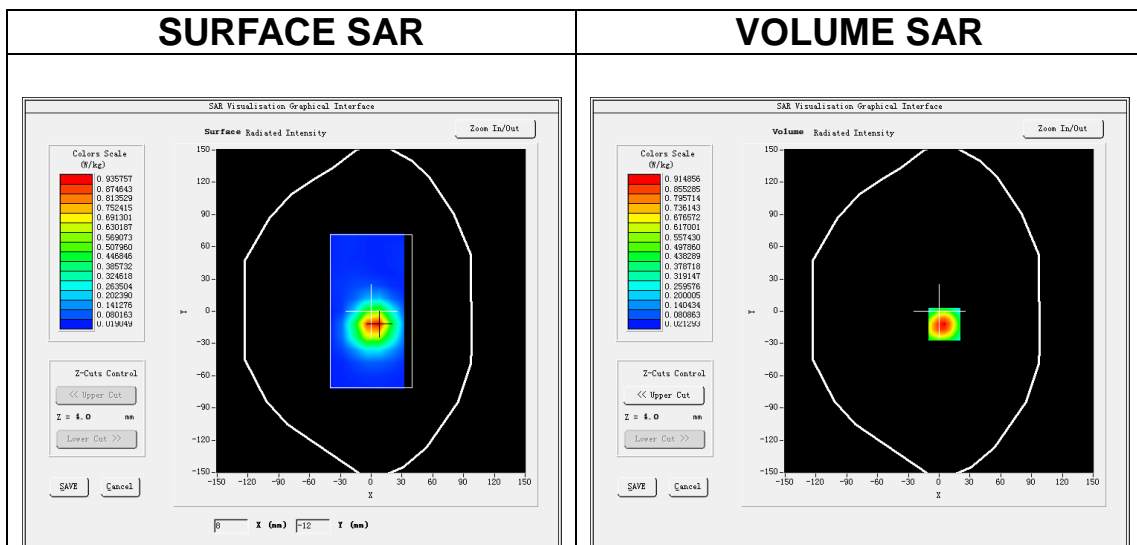 SURFACE SAR
VOLUME SAR
SAR Visualisation Graphical Interface
Surface Radiated Intensity
Zoom In/Out
Colors Scale
(W/kg)
0.935757
0.874643
0.813529
0.752415
0.691301
0.630187
0.569073
0.507960
0.446846
0.385732
0.324618
0.263504
0.202390
0.141276
0.080163
0.019049
150
120
90
60
30
0
-30
-60
-90
-120
-150
Y
-150 -120 -90 -60 -30 0 30 60 90 120 150
X
Z-Cuts Control
<< Upper Cut
Z = 4.0 mm
Lower Cut >>
SAVE Cancel
8 X (mm) -12 Y (mm)
SAR Visualisation Graphical Interface
Volume Radiated Intensity
Zoom In/Out
Colors Scale
(W/kg)
0.914856
0.855285
0.795714
0.736143
0.676572
0.617001
0.557430
0.497860
0.438289
0.378718
0.319147
0.259576
0.200005
0.140434
0.080863
0.021293
150
120
90
60
30
0
-30
-60
-90
-120
-150
Y
-150 -120 -90 -60 -30 0 30 60 90 120 150
X
Z-Cuts Control
<< Upper Cut
Z = 4.0 mm
Lower Cut >>
SAVE Cancel